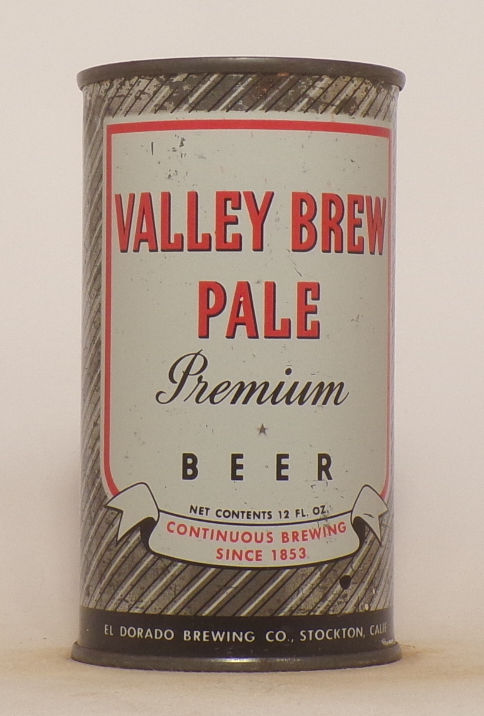 VALLEY BREW
PALE
Premium
BEER
NET CONTENTS 12 FL. OZ.
CONTINUOUS BREWING
SINCE 1853
EL DORADO BREWING CO., STOCKTON, CALIF